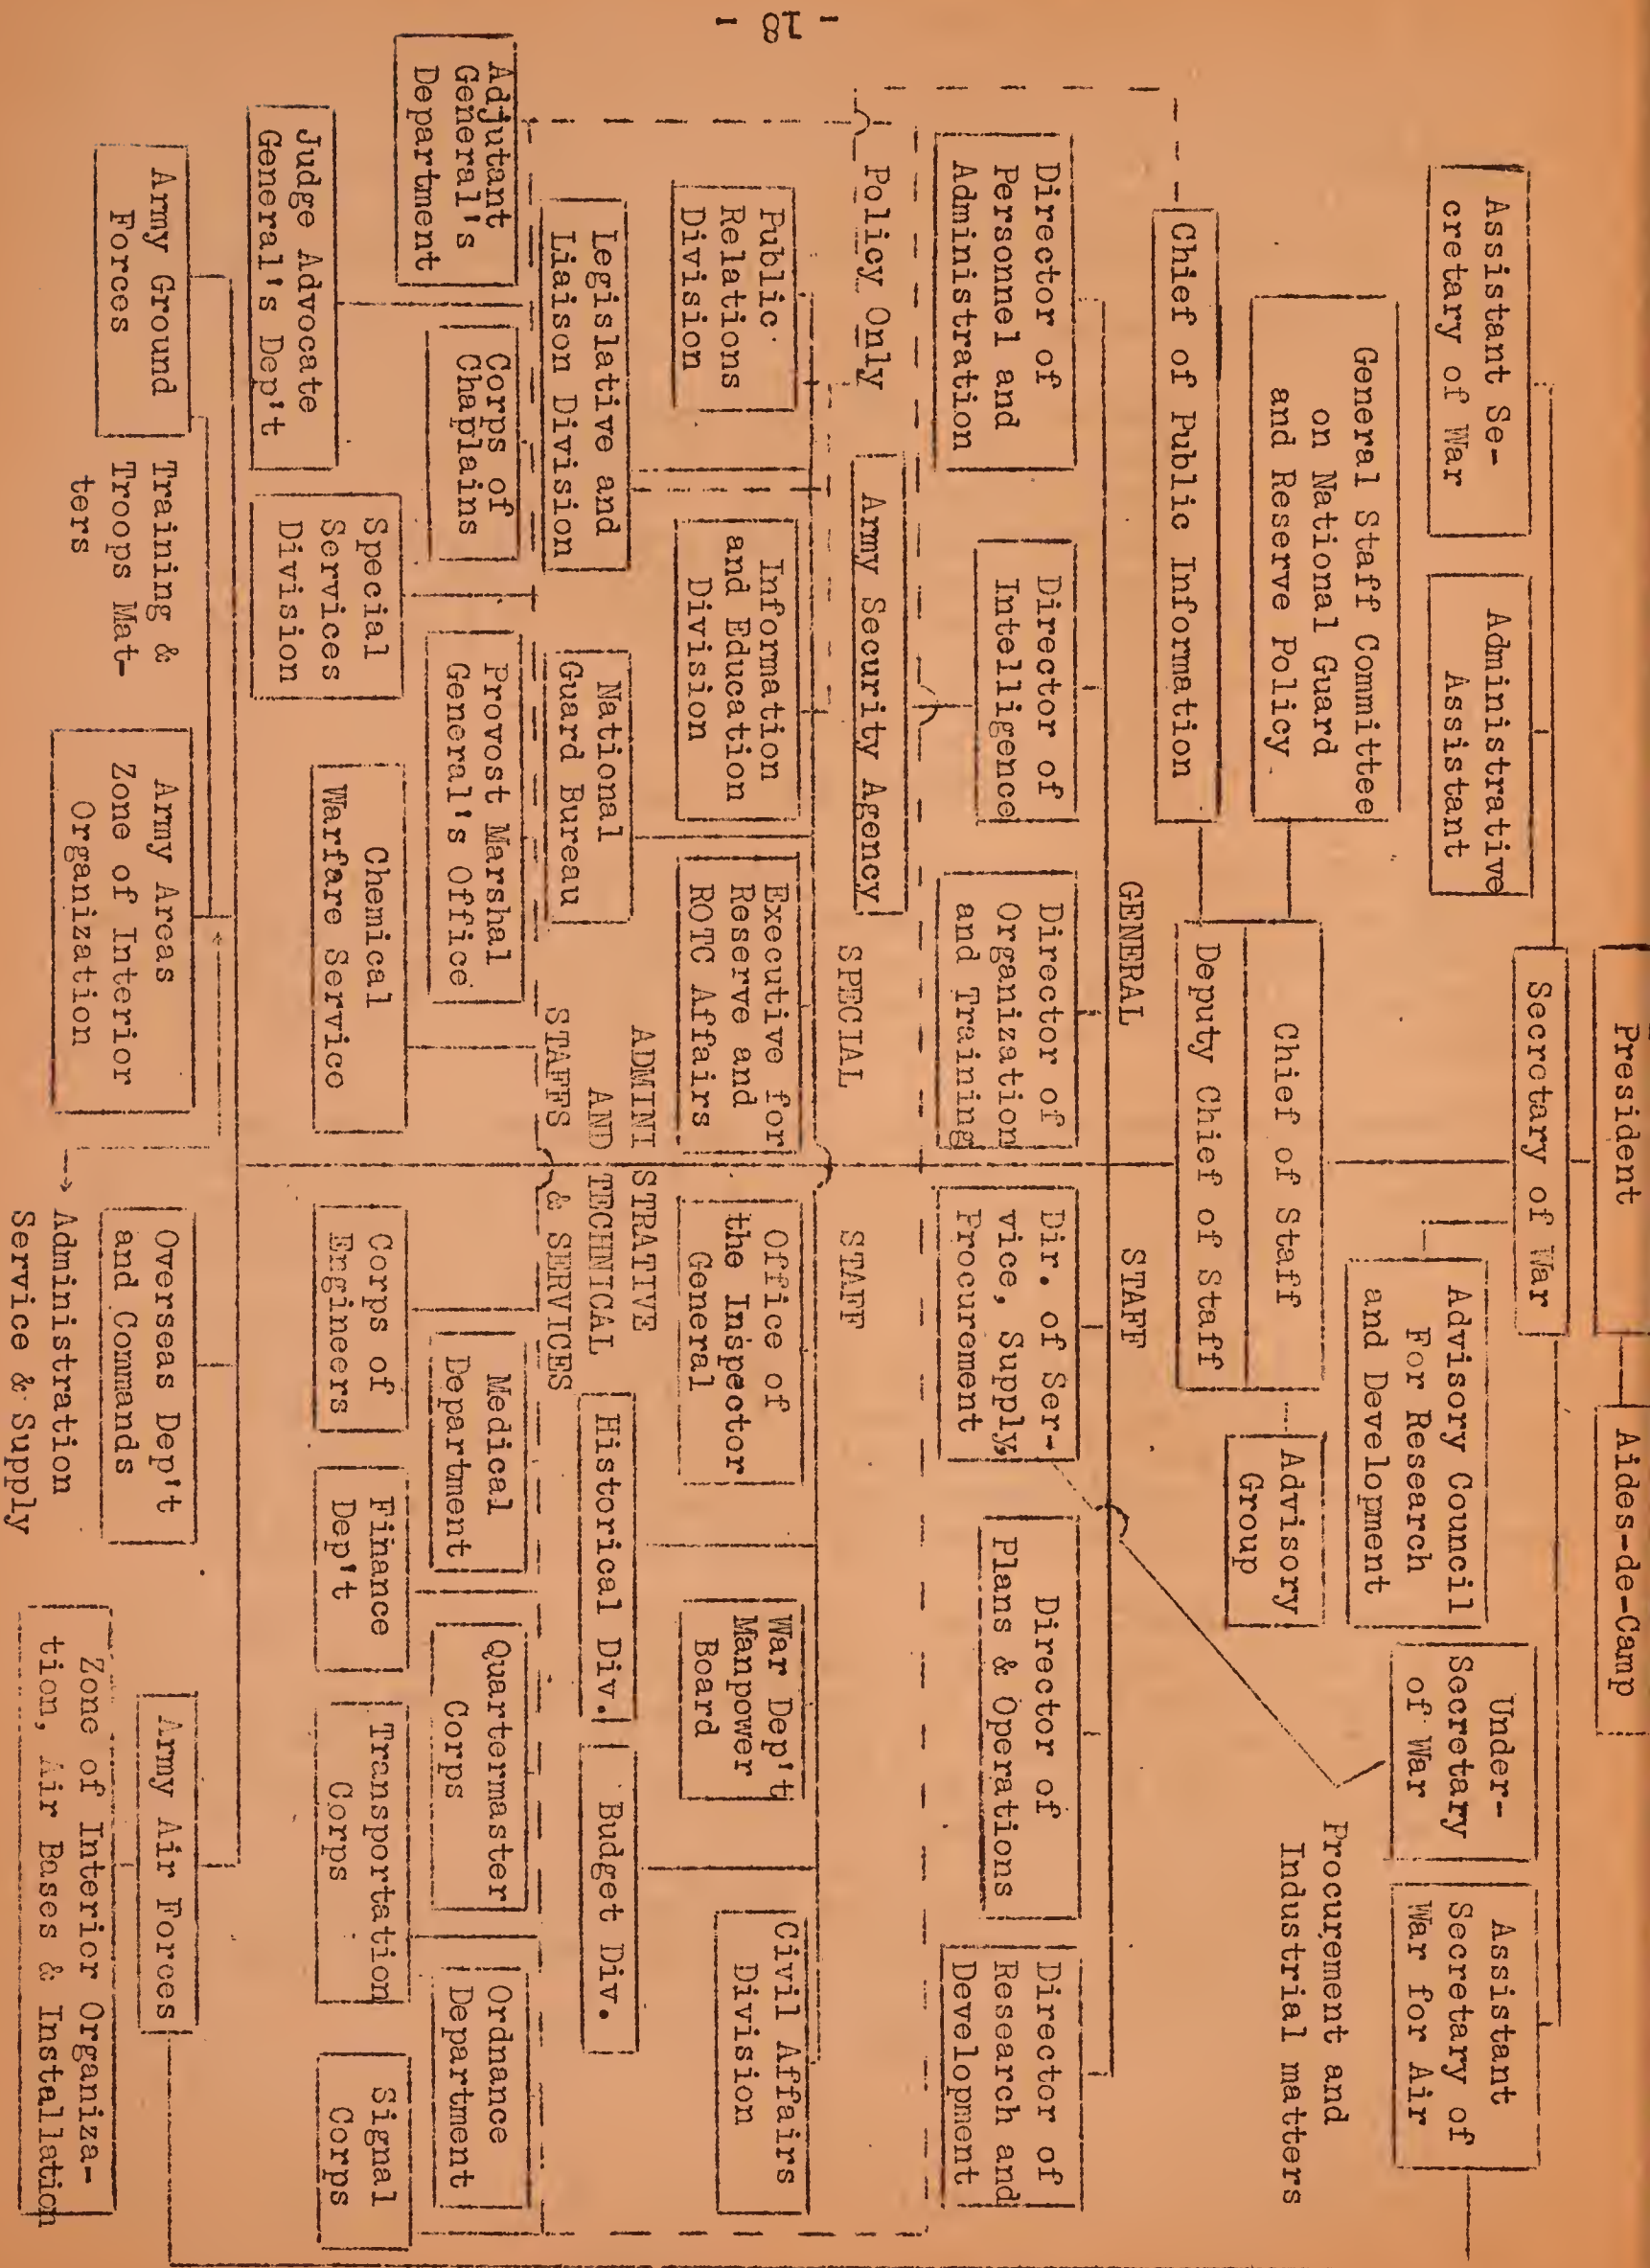 President
Aides-de-Camp
Secretary of War
Assistant Se-
cretary of War
Administrative
Assistant
Advisory Council
For Research
and Development
Under-
Secretary
of War
Assistant
Secretary of
War for Air
General Staff Committee
on National Guard
and Reserve Policy
Chief of Staff
Deputy Chief of Staff
Advisory
Group
Procurement and
Industrial matters
Chief of Public Information
GENERAL STAFF
Director of
Personnel and
Administration
Director of
Intelligence
Director of
Organization
and Training
Dir. of Ser-
vice, Supply,
Procurement
Director of
Plans & Operations
Director of
Research and
Development
Policy Only
Army Security Agency
SPECIAL STAFF
Public
Relations
Division
Information
and Education
Division
Executive for
Reserve and
ROTC Affairs
Office of
the Inspector
General
War Dep't
Manpower
Board
Civil Affairs
Division
Legislative and
Liaison Division
National
Guard Bureau
Historical Div.
Budget Div.
ADMINI STRATIVE
AND TECHNICAL
STAFFS & SERVICES
Adjutant
General's
Department
Corps of
Chaplains
Provost Marshal
General's Office
Medical
Department
Quartermaster
Corps
Ordnance
Department
Judge Advocate
General's Dep't
Special
Services
Division
Chemical
Warfare Service
Corps of
Engineers
Finance
Dep't
Transportation
Corps
Signal
Corps
Army Ground
Forces
Training &
Troops Mat-
ters
Army Areas
Zone of Interior
Organization
Overseas Dep't
and Commands
Army Air Forces
Administration
Service & Supply
Zone of Interior Organiza-
tion, Air Bases & Installation
- 18 -